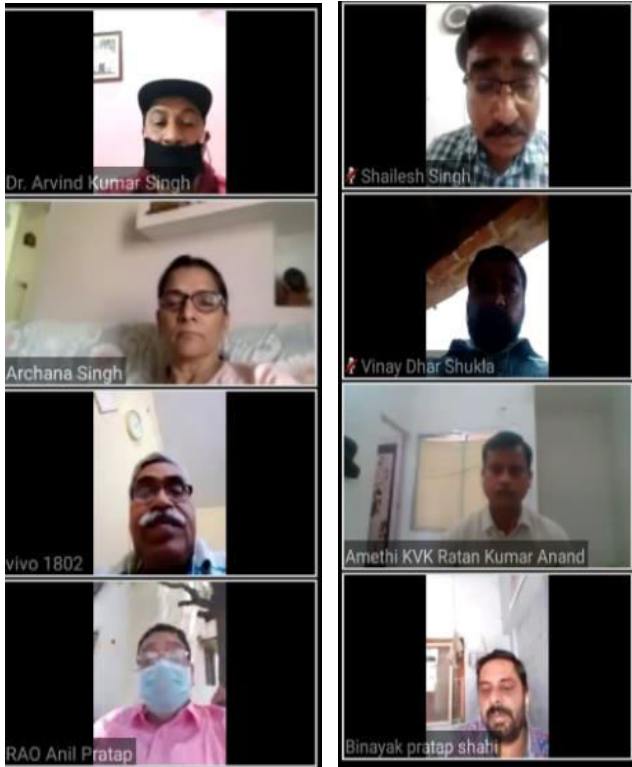 Dr. Arvind Kumar Singh
Archana Singh
vivo 1802
RAO Anil Pratap
Shailesh Singh
Vinay Dhar Shukla
Amethi KVK Ratan Kumar Anand
Binayak pratap shahi